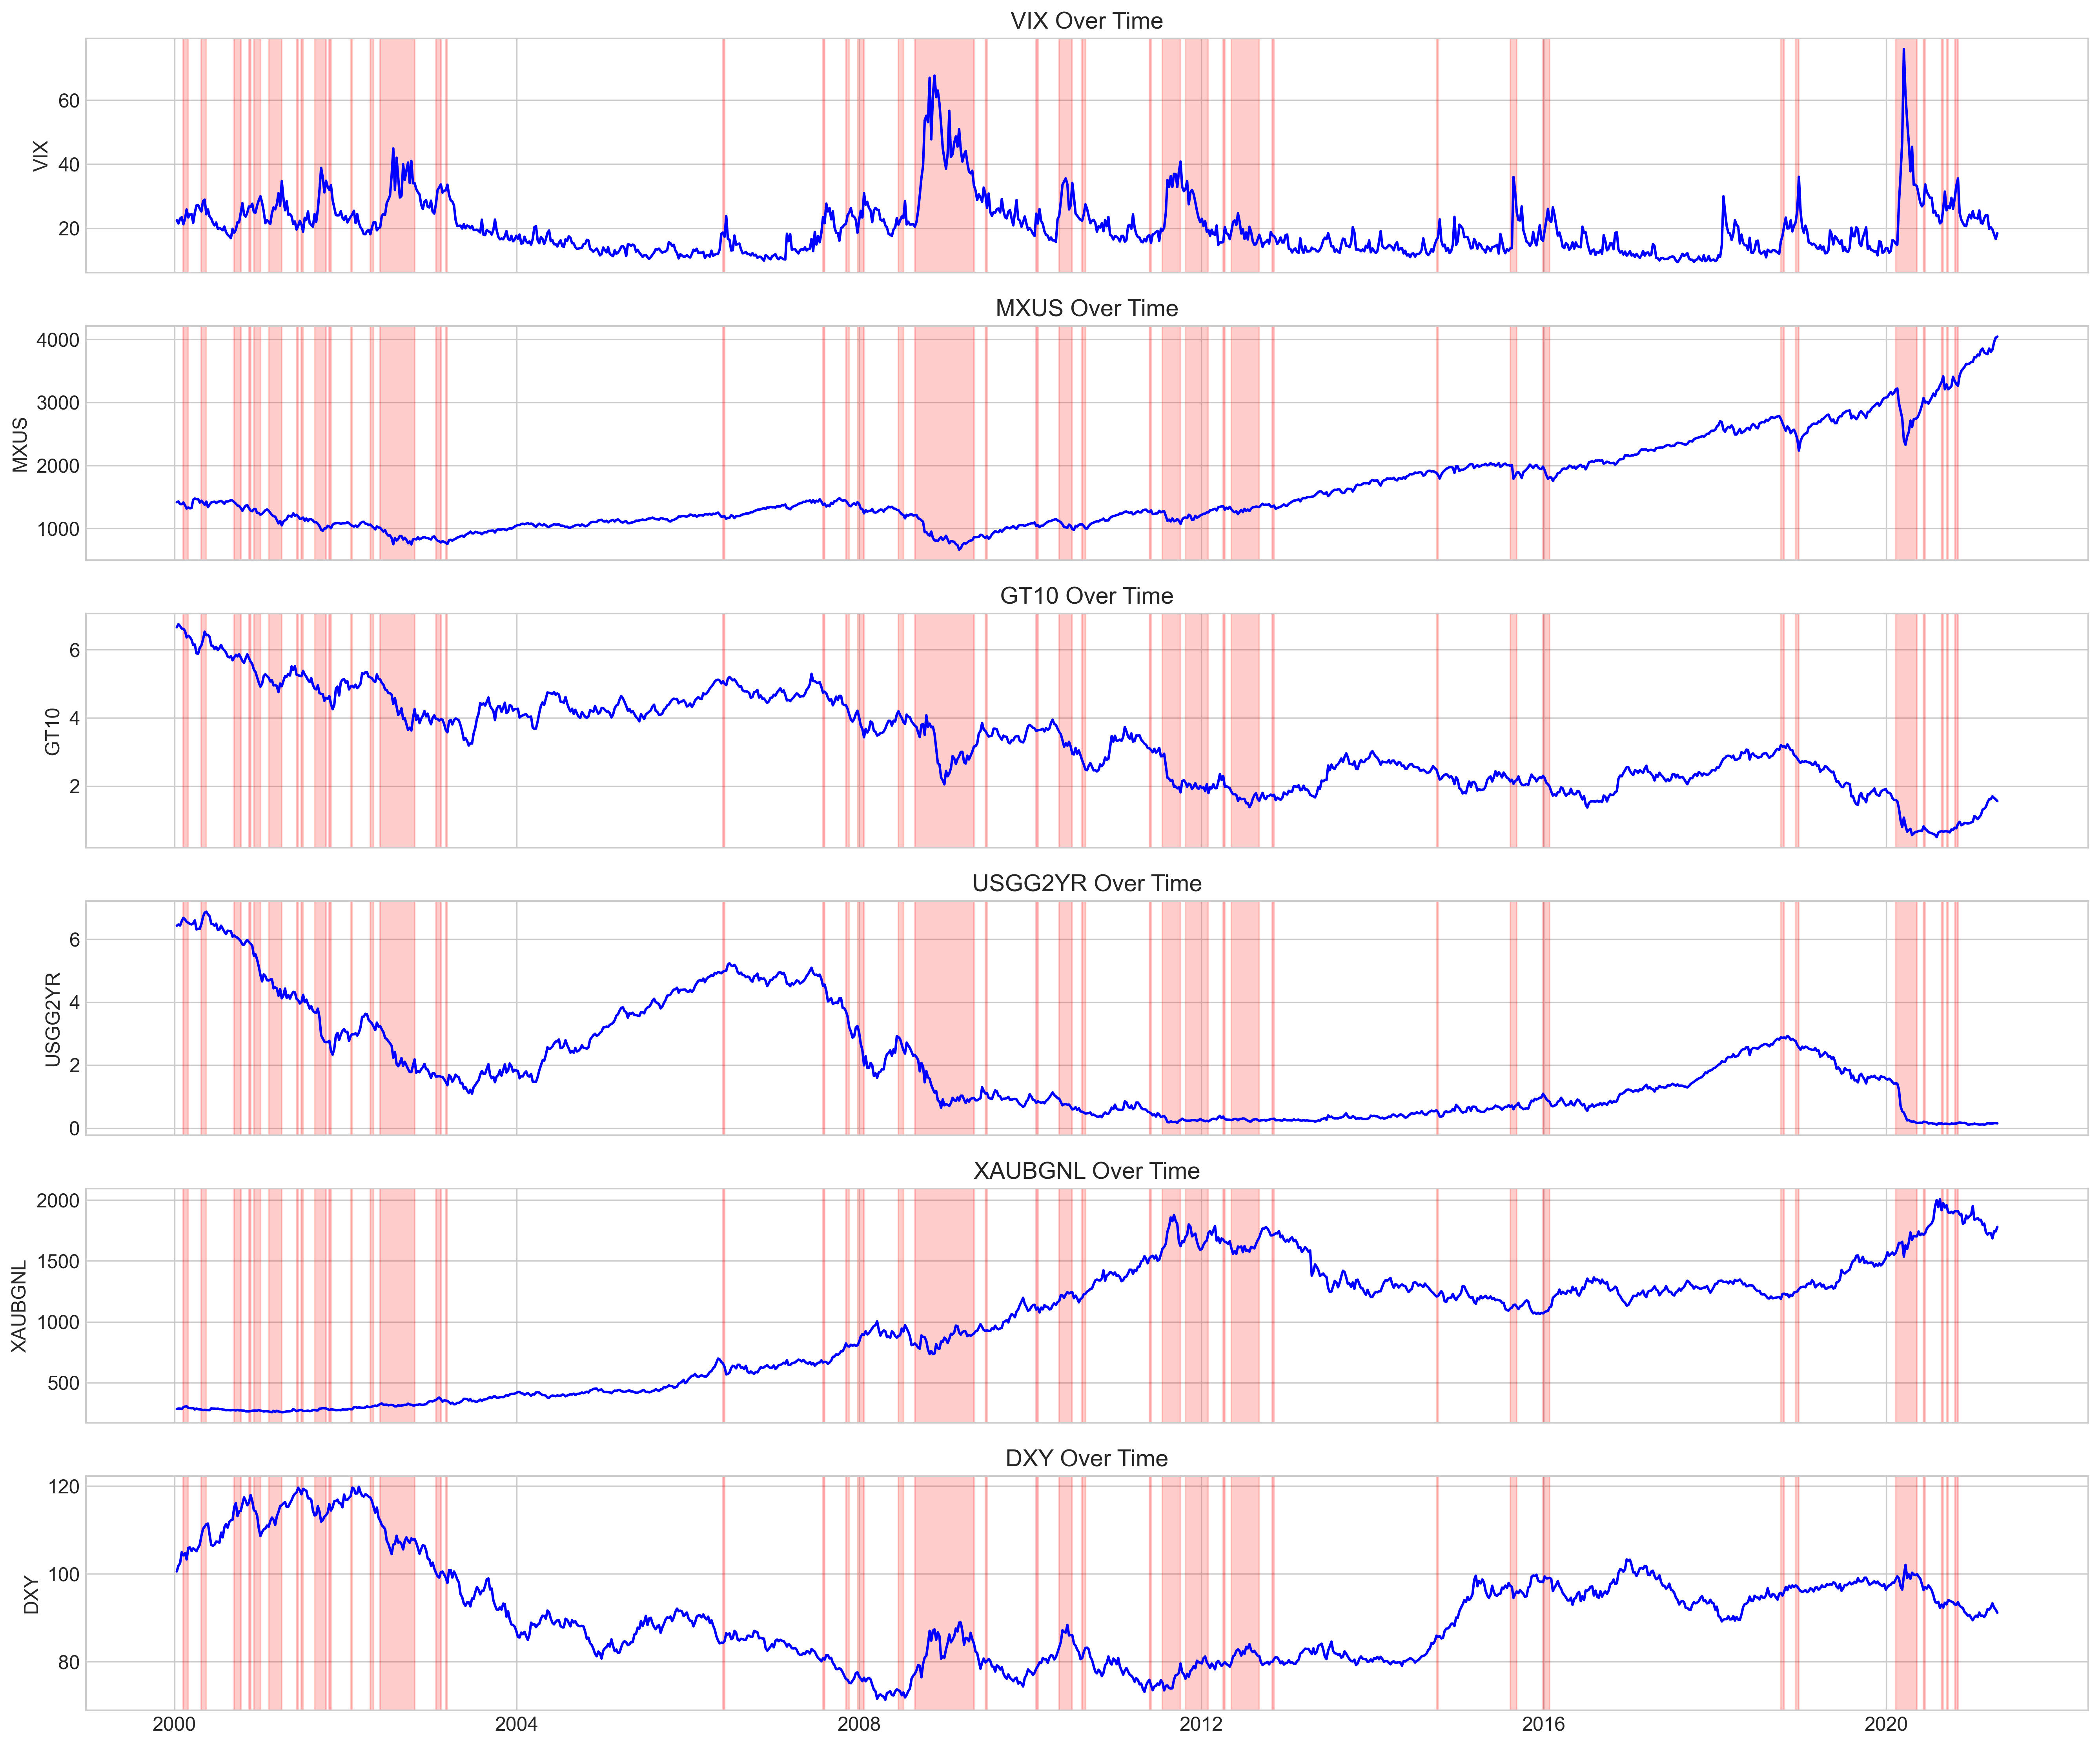 VIX Over Time
60
40
20
VIX
MXUS Over Time
4000
3000
2000
1000
MXUS
GT10 Over Time
6
4
2
GT10
USGG2YR Over Time
6
4
2
0
USGG2YR
XAUBGNL Over Time
2000
1500
1000
500
XAUBGNL
DXY Over Time
120
100
80
DXY
2000 2004 2008 2012 2016 2020